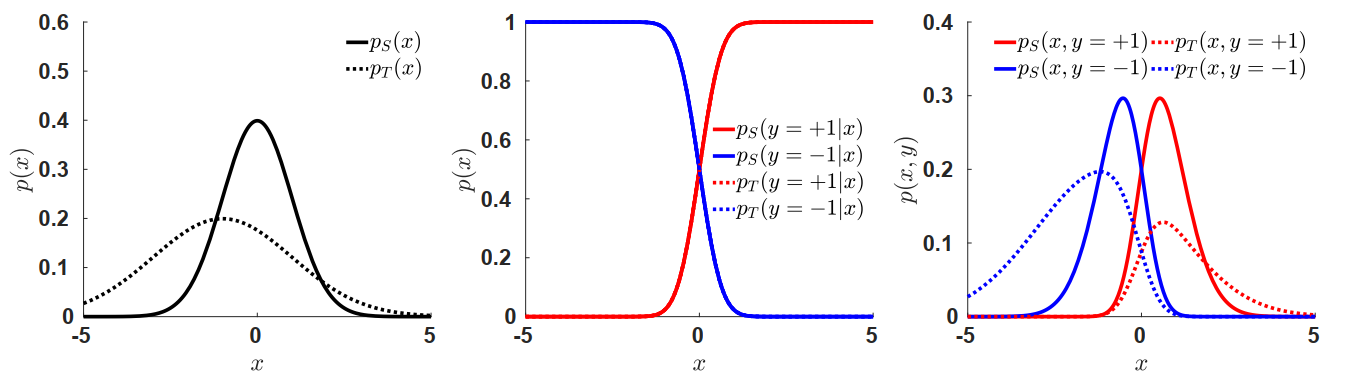 0.6
0.5
0.4
0.3
0.2
0.1
0
-5
0
5
x
p(x)
p_S(x)
p_T(x)
1
0.8
0.6
0.4
0.2
0
-5
0
5
x
p(x)
p_S(y = +1|x)
p_S(y = −1|x)
p_T(y = +1|x)
p_T(y = −1|x)
0.4
0.3
0.2
0.1
0
-5
0
5
x
p(x, y)
p_S(x, y = +1) p_T(x, y = +1)
p_S(x, y = −1) p_T(x, y = −1)